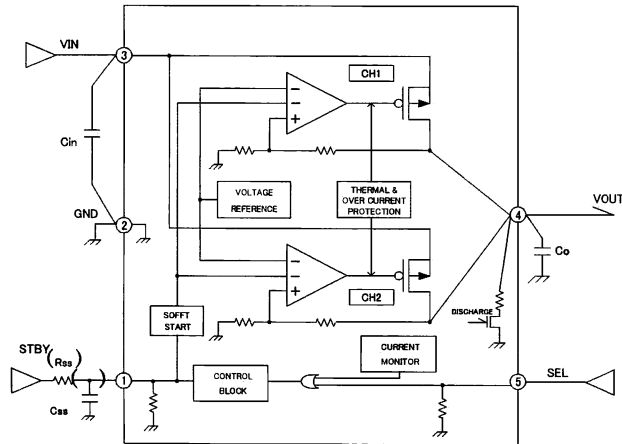 VIN
3
CH1
Cin
VOLTAGE
REFERENCE
THERMAL &
OVER CURRENT
PROTECTION
GND
2
4
VOUT
Co
CH2
SOFFT
START
DISCHARGE
STBY
(Rss)
1
CONTROL
BLOCK
CURRENT
MONITOR
5
SEL
Css